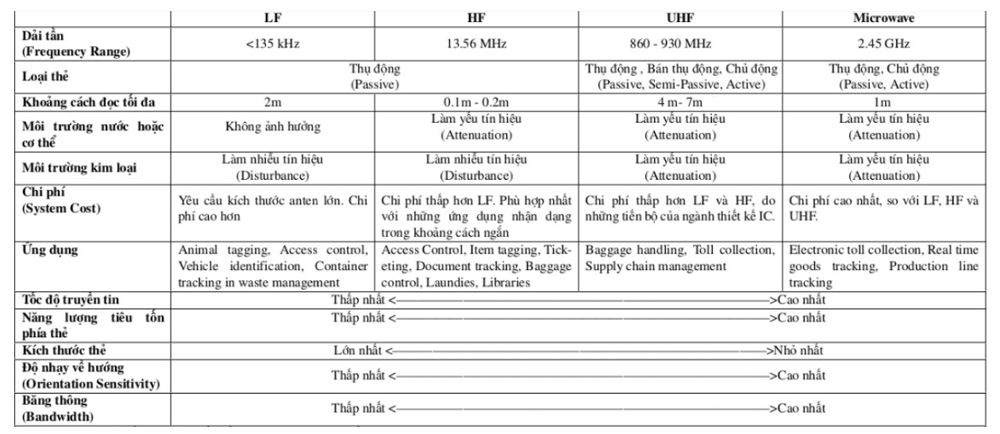 LF HF UHF Microwave
Dải tần
(Frequency Range) <135 kHz 13.56 MHz 860 - 930 MHz 2.45 GHz
Loại thẻ Thụ động Thụ động , Bán thụ động, Chủ động Thụ động, Chủ động
(Passive) (Passive, Semi-Passive, Active) (Passive, Active)
Khoảng cách đọc tối đa 2m 0.1m - 0.2m 4 m- 7m 1m
Môi trường nước hoặc Không ảnh hưởng Làm yếu tín hiệu Làm yếu tín hiệu Làm yếu tín hiệu
cơ thể (Attenuation) (Attenuation) (Attenuation)
Môi trường kim loại Làm nhiễu tín hiệu Làm nhiễu tín hiệu Làm yếu tín hiệu Làm yếu tín hiệu
(Disturbance) (Disturbance) (Attenuation) (Attenuation)
Chi phí
(System Cost)
Yêu cầu kích thước anten lớn. Chi
phí cao hơn
Chi phí thấp hơn LF. Phù hợp nhất
với những ứng dụng nhận dạng
trong khoảng cách ngắn
Chi phí thấp hơn LF và HF, do
những tiến bộ của ngành thiết kế IC.
Chi phí cao nhất, so với LF, HF và
UHF.
Ứng dụng
Animal tagging, Access control,
Vehicle identification, Container
tracking in waste management
Access Control, Item tagging, Tick-
eting, Document tracking, Baggage
control, Laundies, Libraries
Baggage handling, Toll collection,
Supply chain management
Electronic toll collection, Real time
goods tracking, Production line
tracking
Tốc độ truyền tin Thấp nhất <—————>Cao nhất
Năng lượng tiêu tốn Thấp nhất <—————>Cao nhất
phía thẻ
Kích thước thẻ Lớn nhất <—————>Nhỏ nhất
Độ nhạy về hướng
(Orientation Sensitivity) Thấp nhất <—————>Cao nhất
Băng thông
(Bandwidth) Thấp nhất <—————>Cao nhất